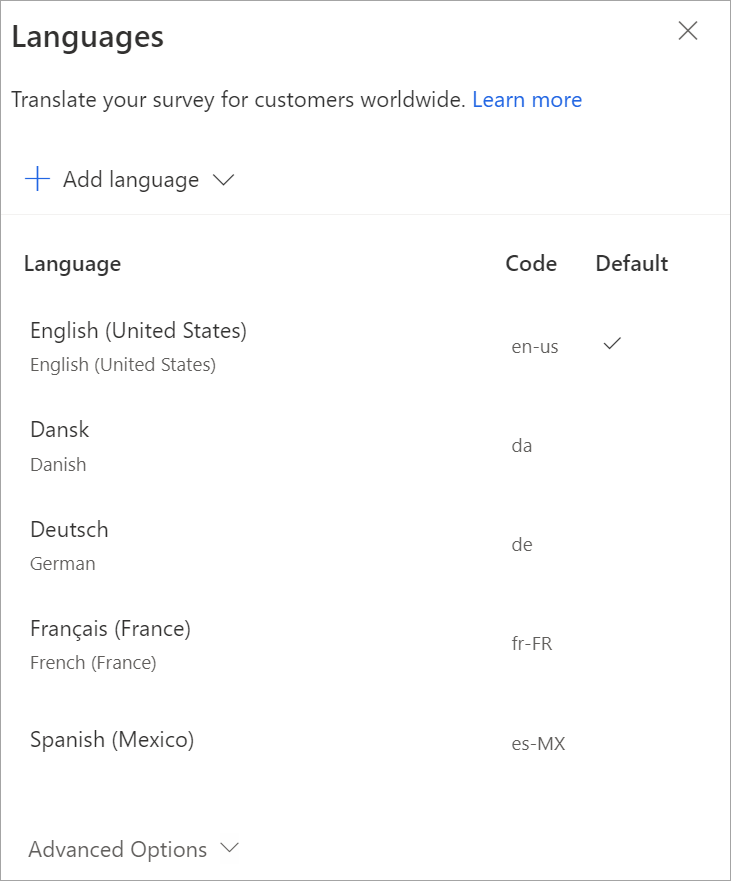 Languages
Translate your survey for customers worldwide. Learn more
Add language
Language Code Default
English (United States)
English (United States)
en-us
Dansk
Danish
da
Deutsch
German
de
Français (France)
French (France)
fr-FR
Spanish (Mexico)
es-MX
Advanced Options